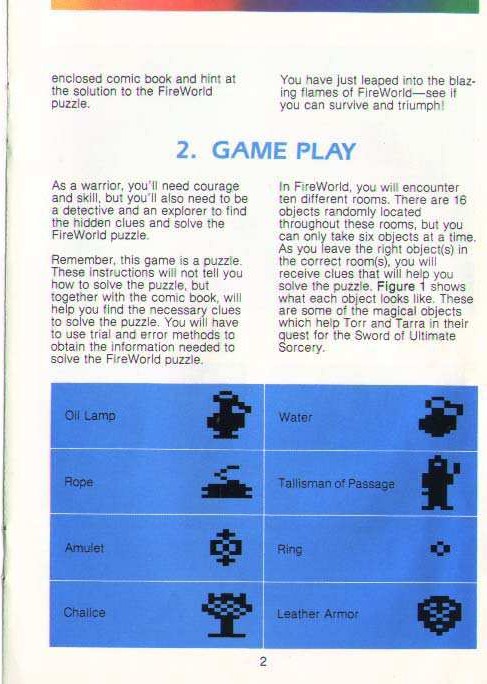 enclosed comic book and hint at
the solution to the FireWorld
puzzle.
You have just leaped into the blaz-
ing flames of FireWorld—see if
you can survive and triumph!
2. GAME PLAY
As a warrior, you'll need courage
and skill, but you'll also need to be
a detective and an explorer to find
the hidden clues and solve the
FireWorld puzzle.
Remember, this game is a puzzle.
These instructions will not tell you
how to solve the puzzle, but
together with the comic book, will
help you find the necessary clues
to solve the puzzle. You will have
to use trial and error methods to
obtain the information needed to
solve the FireWorld puzzle.
In FireWorld, you will encounter
ten different rooms. There are 16
objects randomly located
throughout these rooms, but you
can only take six objects at a time.
As you leave the right object(s) in
the correct room(s), you will
receive clues that will help you
solve the puzzle. Figure 1 shows
what each object looks like. These
are some of the magical objects
which help Torr and Tarra in their
quest for the Sword of Ultimate
Sorcery.
Oil Lamp
Water
Rope
Tallisman of Passage
Amulet
Ring
Chalice
Leather Armor
2